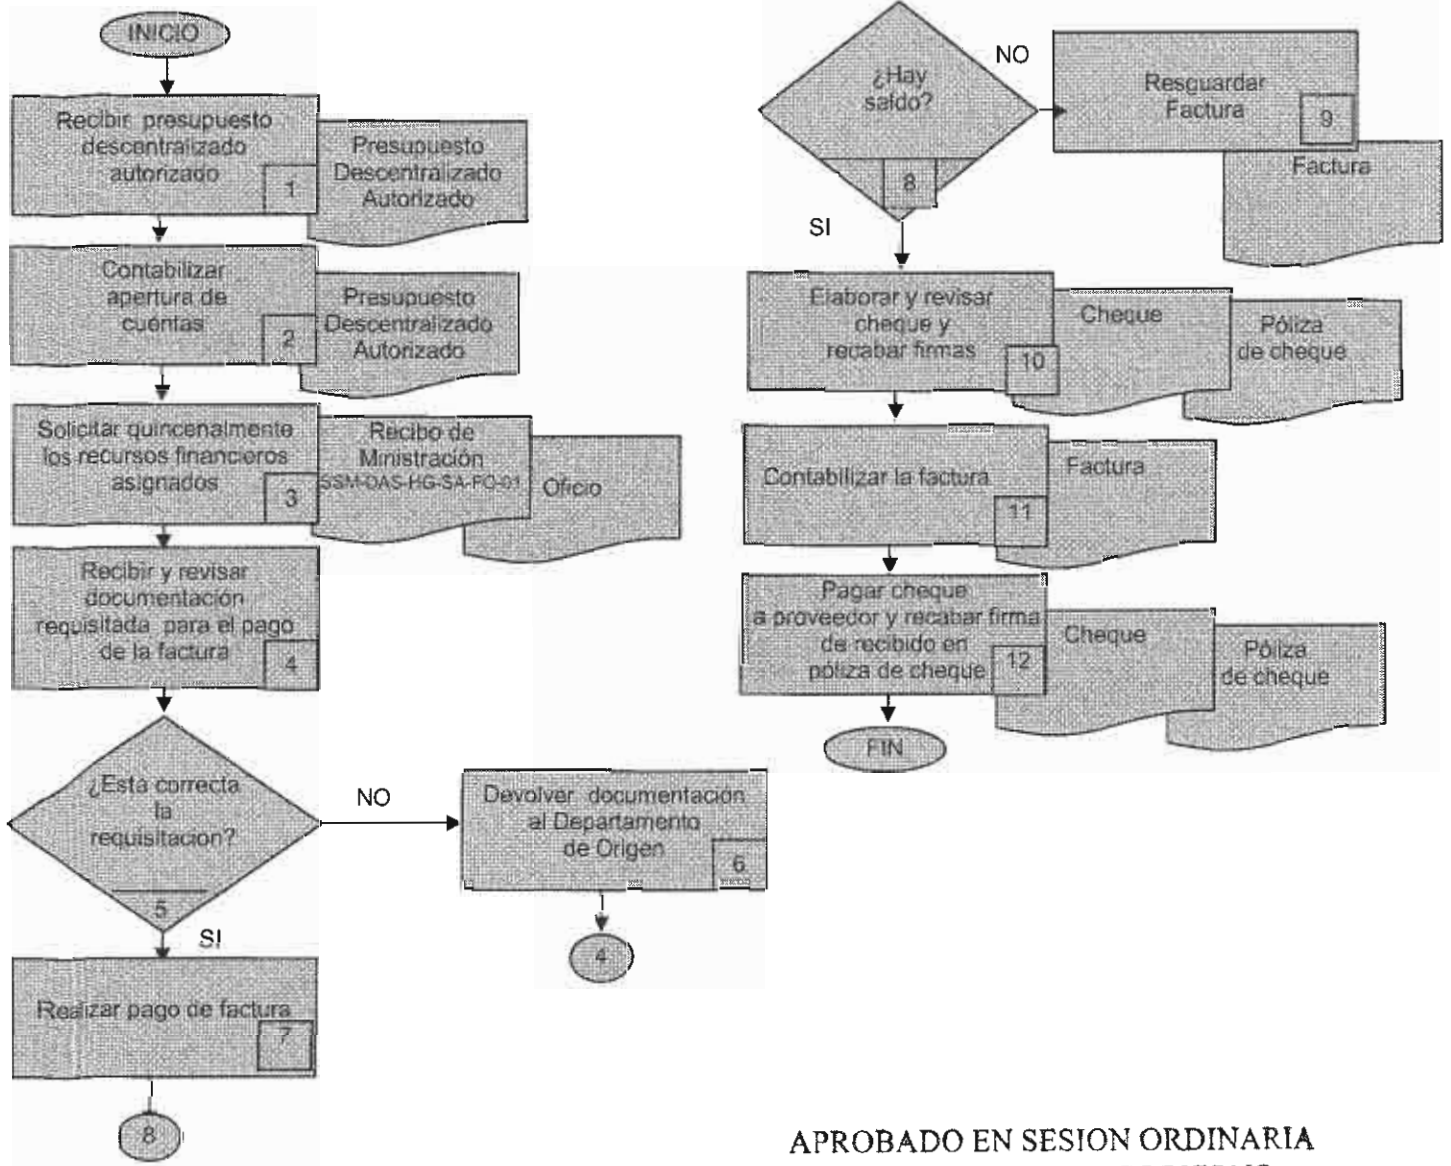 INICIO
Recibir presupuesto
descentralizado
autorizado
1
Presupuesto
Descentralizado
Autorizado
Contabilizar
apertura de
cuentas
2
Presupuesto
Descentralizado
Autorizado
Solicitar quincenalmente
los recursos financieros
asignados
3
Recibo de
Ministración
SSM-DAS-HG-SA-FO-01
Oficio
Recibir y revisar
documentación
requisitada para el pago
de la factura
4
¿Esta correcta
la
requisitacion?
5
NO
Devolver documentación
al Departamento
de Origen
6
4
SI
Realizar pago de factura
7
8
¿Hay
saldo?
8
NO
Resguardar
Factura
9
Factura
SI
Elaborar y revisar
cheque y
recabar firmas
10
Cheque
Póliza
de cheque
Contabilizar la factura
11
Factura
Pagar cheque
a proveedor y recabar firma
de recibido en
póliza de cheque
12
Cheque
Póliza
de cheque
FIN
APROBADO EN SESION ORDINARIA